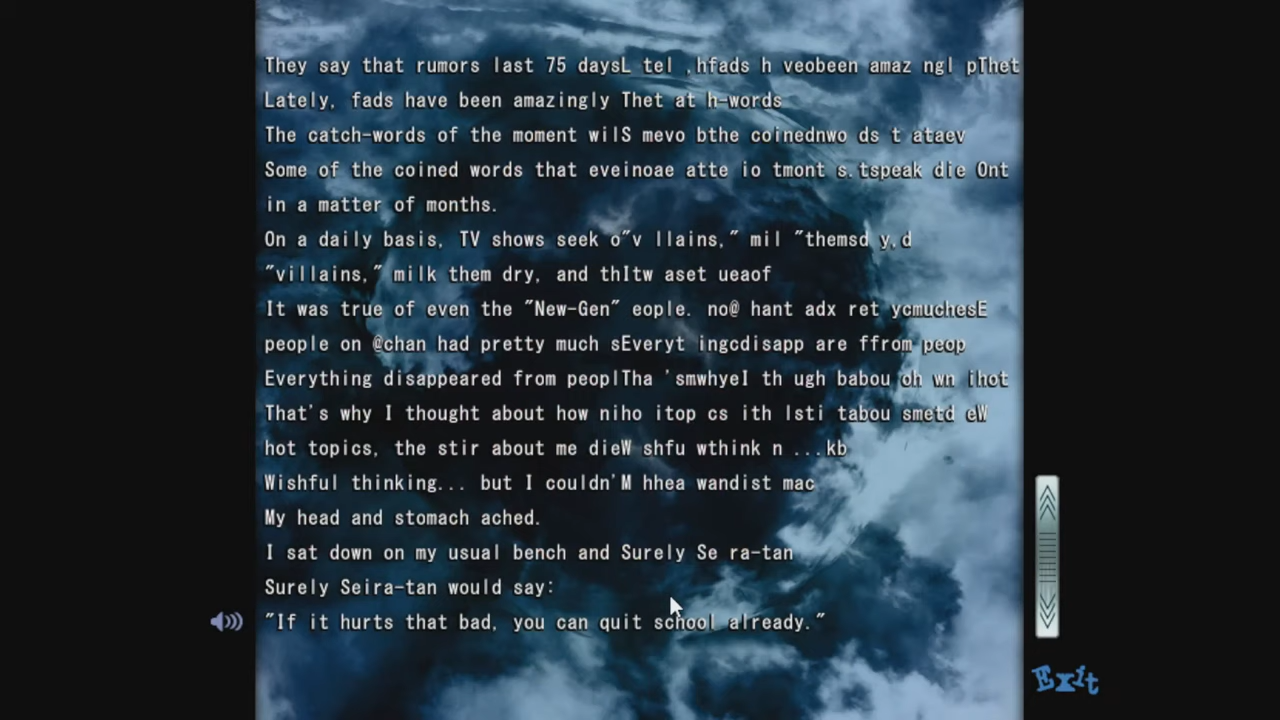 They say that rumors last 75 daysL tel ,hfads h veobeen amaz ngl pThet
Lately, fads have been amazingly Thet at h-words
The catch-words of the moment wilS mevo bthe coinednwo ds t ataev
Some of the coined words that eveinoae atte io tmont s.tspeak die Ont
in a matter of months.
On a daily basis, TV shows seek o"v llains," mil "themsd y,d
"villains," milk them dry, and thItw aset ueaof
It was true of even the "New-Gen" eople. no@ hant adx ret ycmuchesE
people on @chan had pretty much sEveryt ingcdisapp are ffrom peop
Everything disappeared from peoplTha 'smwhyeI th ugh babou oh wn ihot
That's why I thought about how niho itop cs ith lsti tabou smetd eW
hot topics, the stir about me dieW shfu wthink n ...kb
Wishful thinking... but I couldn'M hhea wandist mac
My head and stomach ached.
I sat down on my usual bench and Surely Se ra-tan
Surely Seira-tan would say:
"If it hurts that bad, you can quit school already."
Exit